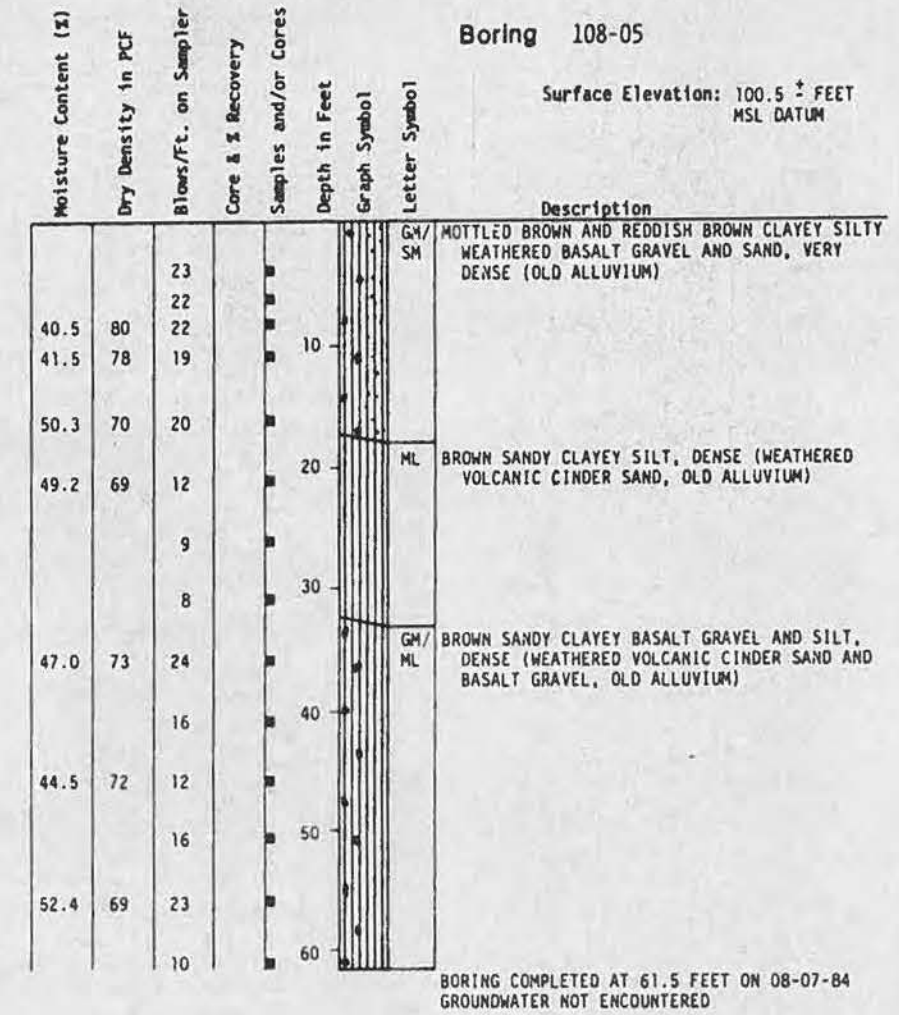 Boring 108-05
Surface Elevation: 100.5 ± FEET
MSL DATUM
Moisture Content (%)
Dry Density in PCF
Blows/Ft. on Sampler
Core & % Recovery
Samples and/or Cores
Depth in Feet
Graph Symbol
Letter Symbol
Description
GM/ MOTTLED BROWN AND REDDISH BROWN CLAYEY SILTY
SM WEATHERED BASALT GRAVEL AND SAND, VERY
DENSE (OLD ALLUVIUM)
23
22
40.5 80 22
10
41.5 78 19
50.3 70 20
ML BROWN SANDY CLAYEY SILT, DENSE (WEATHERED
VOLCANIC CINDER SAND, OLD ALLUVIUM)
20
49.2 69 12
9
30
8
GM/ BROWN SANDY CLAYEY BASALT GRAVEL AND SILT,
ML DENSE (WEATHERED VOLCANIC CINDER SAND AND
BASALT GRAVEL, OLD ALLUVIUM)
47.0 73 24
40
16
44.5 72 12
50
16
52.4 69 23
60
10
BORING COMPLETED AT 61.5 FEET ON 08-07-84
GROUNDWATER NOT ENCOUNTERED